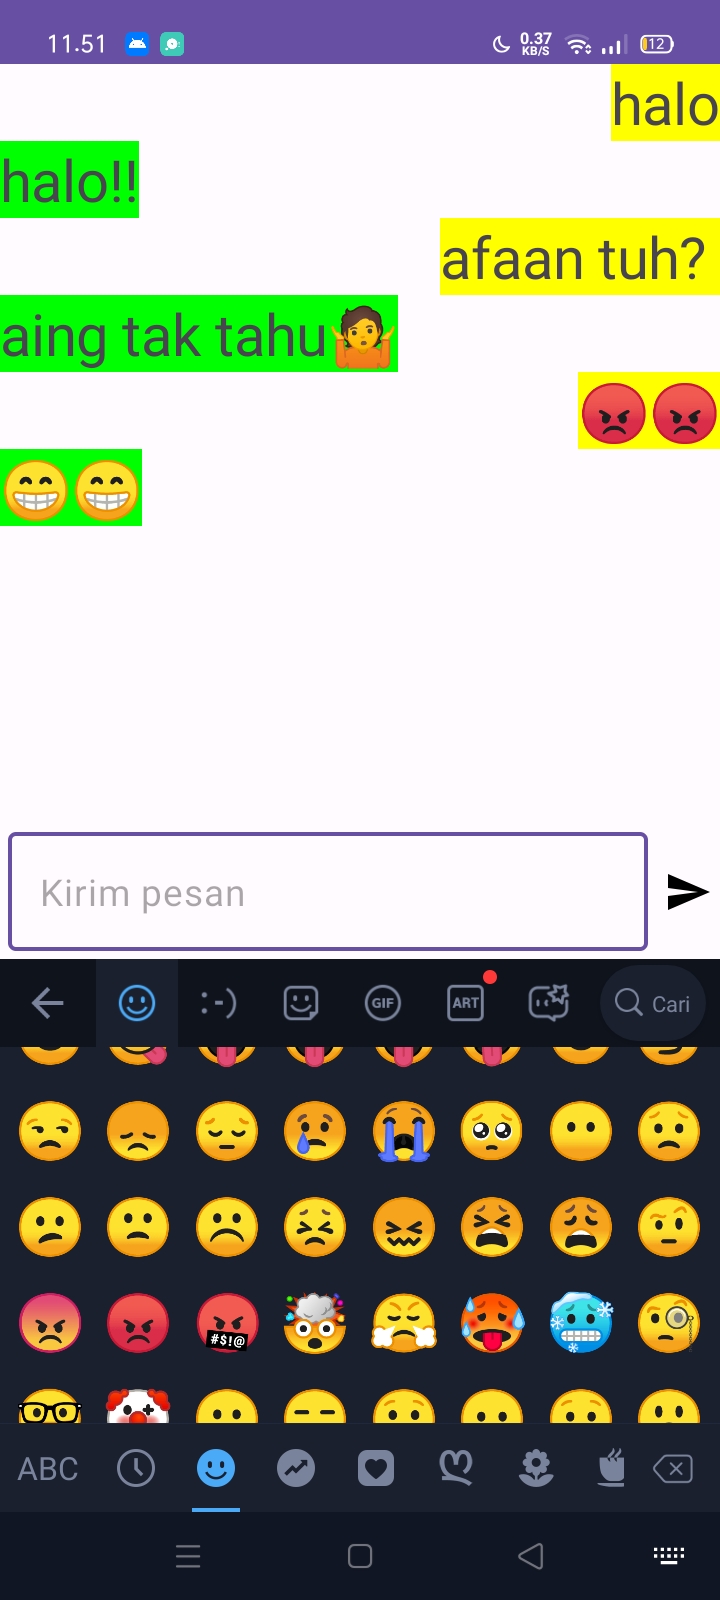 11.51
0.37
KB/S
12
halo
halo!!
afaan tuh?
aing tak tahu🤷
😡😡
😁😁
Kirim pesan
:-)
GIF
ART
Cari
#$!@
ABC